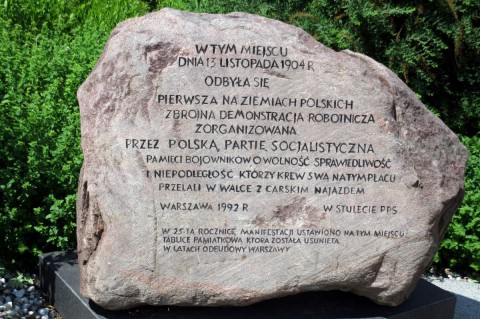 W TYM MIEJSCU
DNIA 13 LISTOPADA 1904 R
ODBYŁA SIĘ
PIERWSZA NA ZIEMIACH POLSKICH
ZBROJNA DEMONSTRACJA ROBOTNICZA
ZORGANIZOWANA
PRZEZ POLSKĄ PARTIĘ SOCJALISTYCZNĄ
PAMIĘCI BOJOWNIKÓW O WOLNOŚĆ SPRAWIEDLIWOŚĆ
I NIEPODLEGŁOŚĆ KTÓRZY KREW SWĄ NA TYM PLACU
PRZELALI W WALCE Z CARSKIM NAJAZDEM
WARSZAWA 1992 R. W STULECIE PPS
W 25-TĄ ROCZNICĘ, MANIFESTACJI USTAWIONO NA TYM MIEJSCU
TABLICĘ PAMIĄTKOWĄ KTÓRA ZOSTAŁA USUNIĘTA
W LATACH ODBUDOWY WARSZAWY